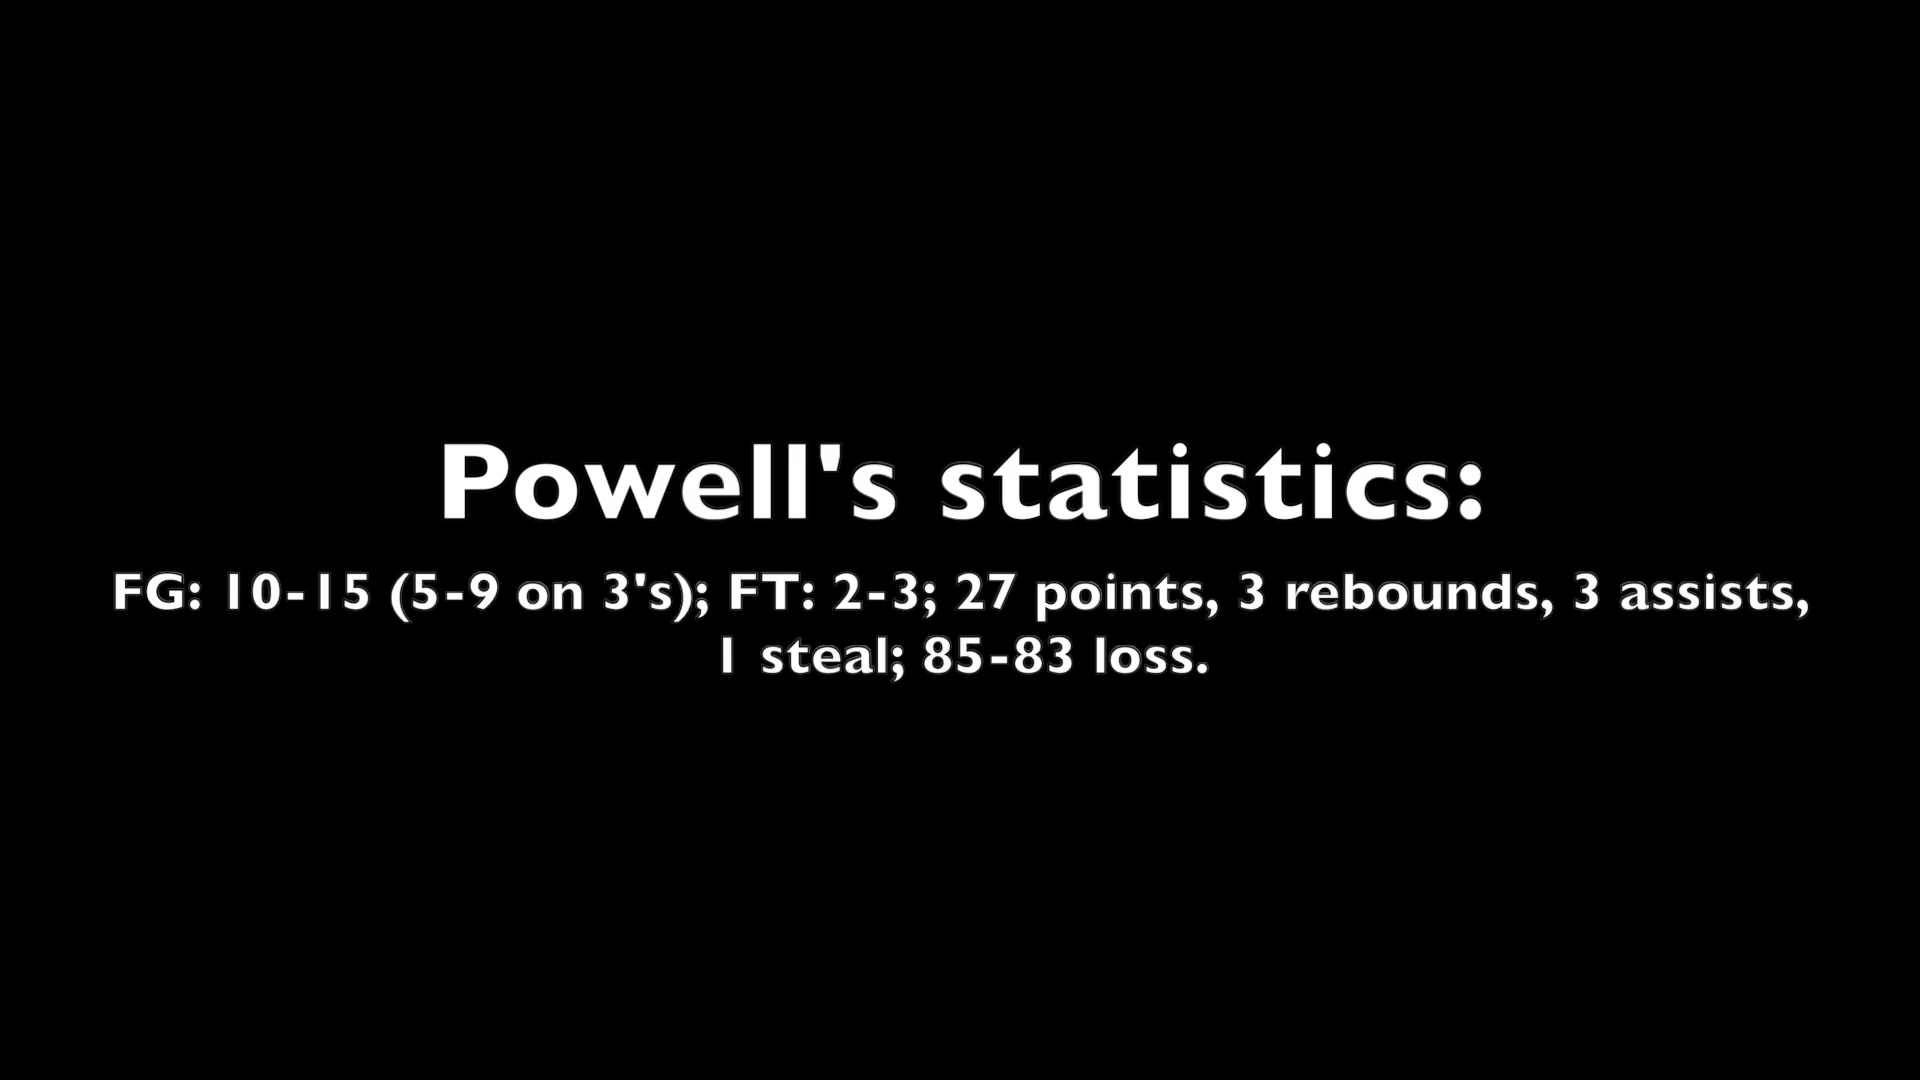 Powell's statistics:
FG: 10-15 (5-9 on 3's); FT: 2-3; 27 points, 3 rebounds, 3 assists,
1 steal; 85-83 loss.